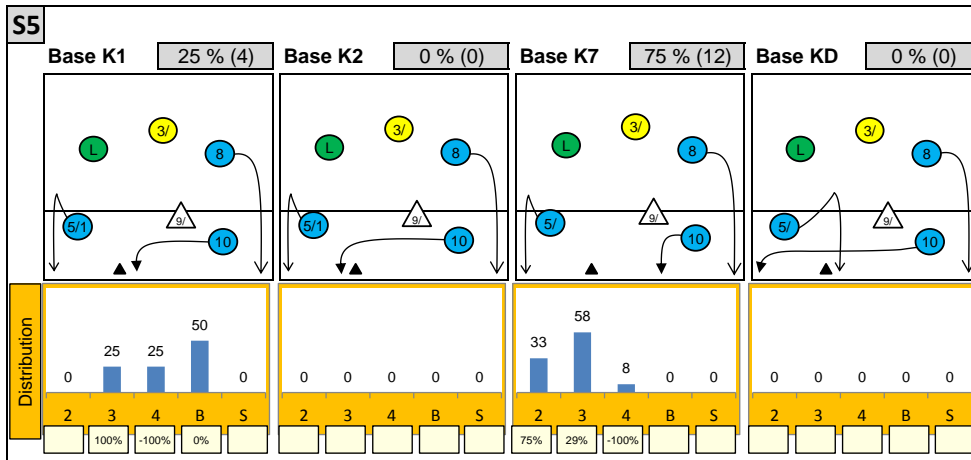 S5
Base K1 25 % (4) Base K2 0 % (0) Base K7 75 % (12) Base KD 0 % (0)
3/ 3/ 3/ 3/
L 8 L 8 L 8 L 8
5/1 9/ 5/1 9/ 5/ 9/ 5/ 9/
10 10 10 10
Distribution
0 25 25 50 0 0 0 0 0 0 33 58 8 0 0 0 0 0 0 0
2 3 4 B S 2 3 4 B S 2 3 4 B S 2 3 4 B S
100% -100% 0% 75% 29% -100%